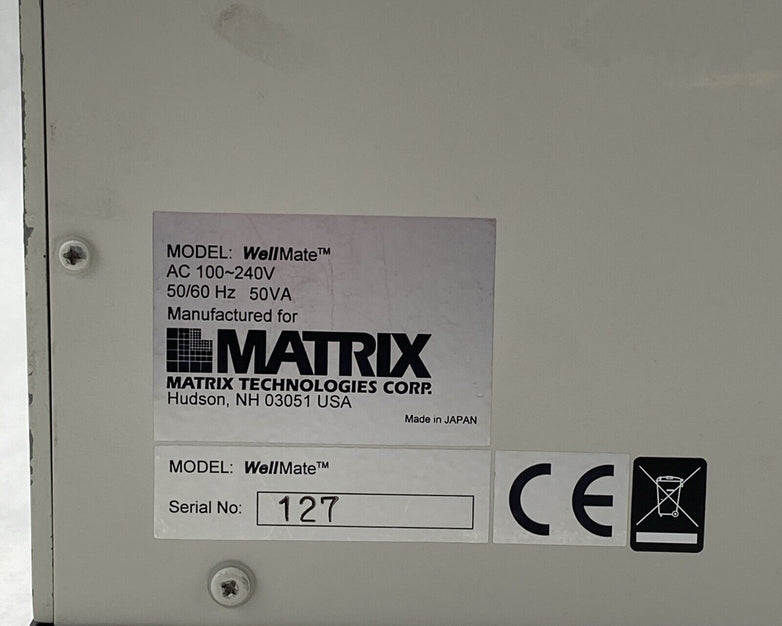 MODEL: WellMate™
AC 100~240V
50/60 Hz 50VA
Manufactured for
MATRIX
MATRIX TECHNOLOGIES CORP.
Hudson, NH 03051 USA
Made in JAPAN
MODEL: WellMate™
Serial No: 127
CE